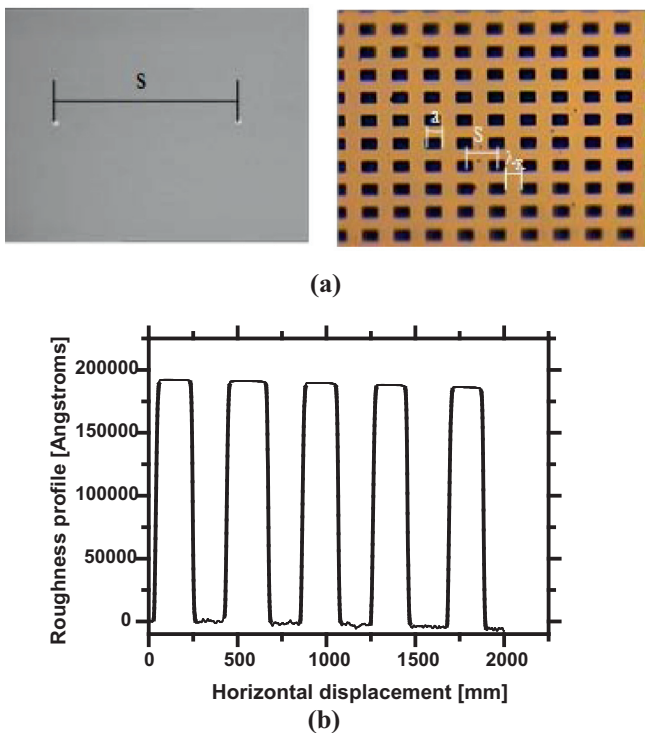 S
a
S
(a)
Roughness profile [Angstroms]
200000
150000
100000
50000
0
0 500 1000 1500 2000
Horizontal displacement [mm]
(b)